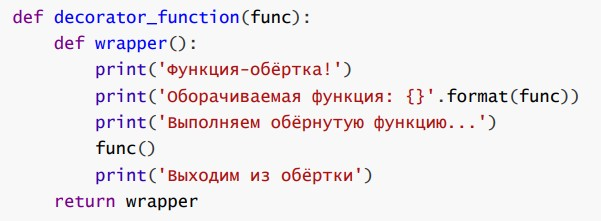 def decorator_function(func):
    def wrapper():
        print('Функция-обёртка!')
        print('Оборачиваемая функция: {}'.format(func))
        print('Выполняем обёрнутую функцию...')
        func()
        print('Выходим из обёртки')
    return wrapper